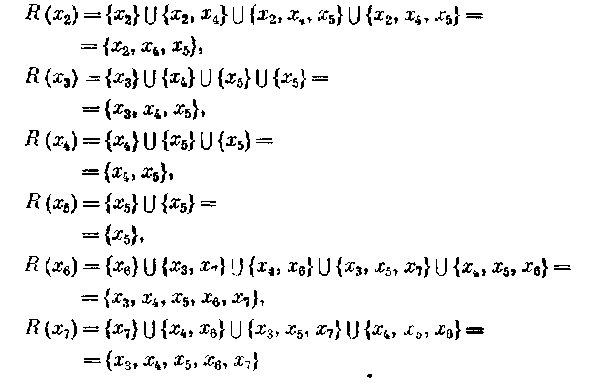 R (x₂) = {x₂} ⋃ {x₂, x₄} ⋃ {x₂, x₄, x₅} ⋃ {x₂, x₄, x₅} =
= {x₂, x₄, x₅},
R (x₃) = {x₃} ⋃ {x₄} ⋃ {x₅} ⋃ {x₅} =
= {x₃, x₄, x₅},
R (x₄) = {x₄} ⋃ {x₅} ⋃ {x₅} =
= {x₄, x₅},
R (x₅) = {x₅} ⋃ {x₅} =
= {x₅},
R (x₆) = {x₆} ⋃ {x₃, x₇} ⋃ {x₄, x₆} ⋃ {x₃, x₅, x₇} ⋃ {x₄, x₅, x₆} =
= {x₃, x₄, x₅, x₆, x₇},
R (x₇) = {x₇} ⋃ {x₄, x₆} ⋃ {x₃, x₅, x₇} ⋃ {x₄, x₅, x₆} =
= {x₃, x₄, x₅, x₆, x₇}